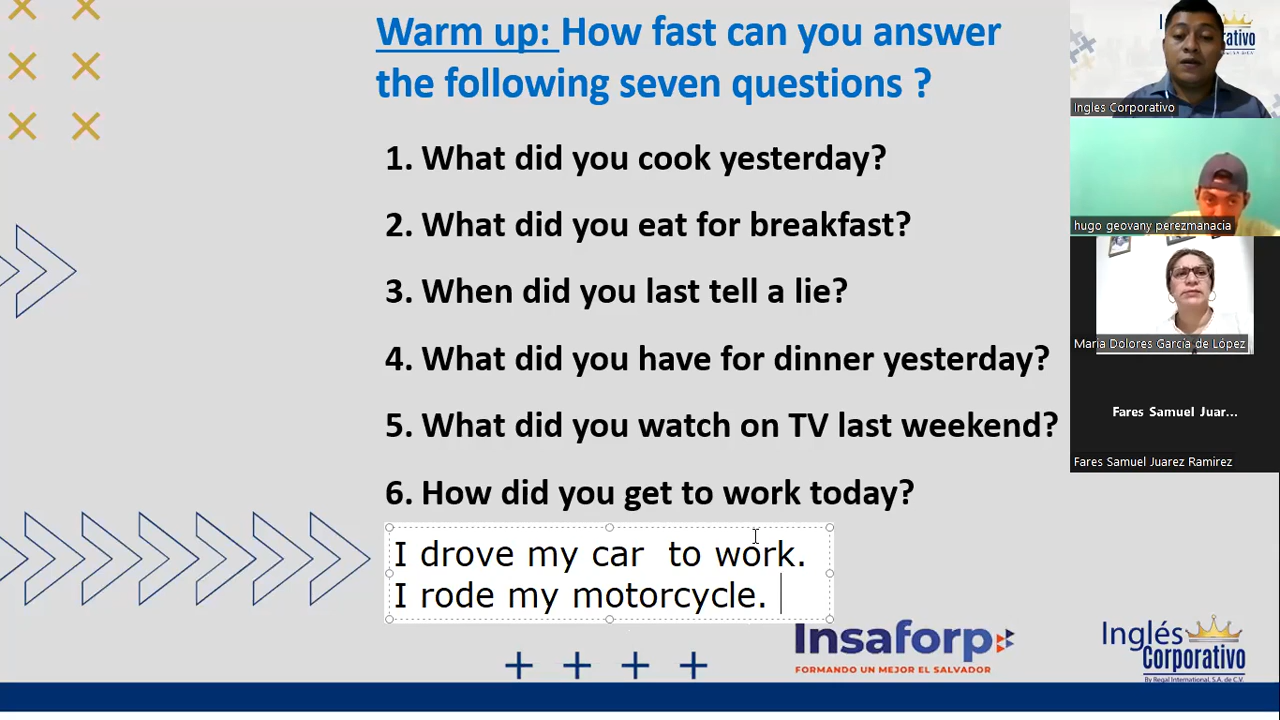 Warm up: How fast can you answer
the following seven questions ?
1. What did you cook yesterday?
2. What did you eat for breakfast?
3. When did you last tell a lie?
4. What did you have for dinner yesterday?
5. What did you watch on TV last weekend?
6. How did you get to work today?
I drove my car to work.
I rode my motorcycle.
Insaforp
FORMANDO UN MEJOR EL SALVADOR
Inglés
Corporativo
By Regal International, S.A. de C.V.
Ingles Corporativo
hugo geovany perezmanacia
Maria Dolores García de López
Fares Samuel Juar...
Fares Samuel Juarez Ramirez